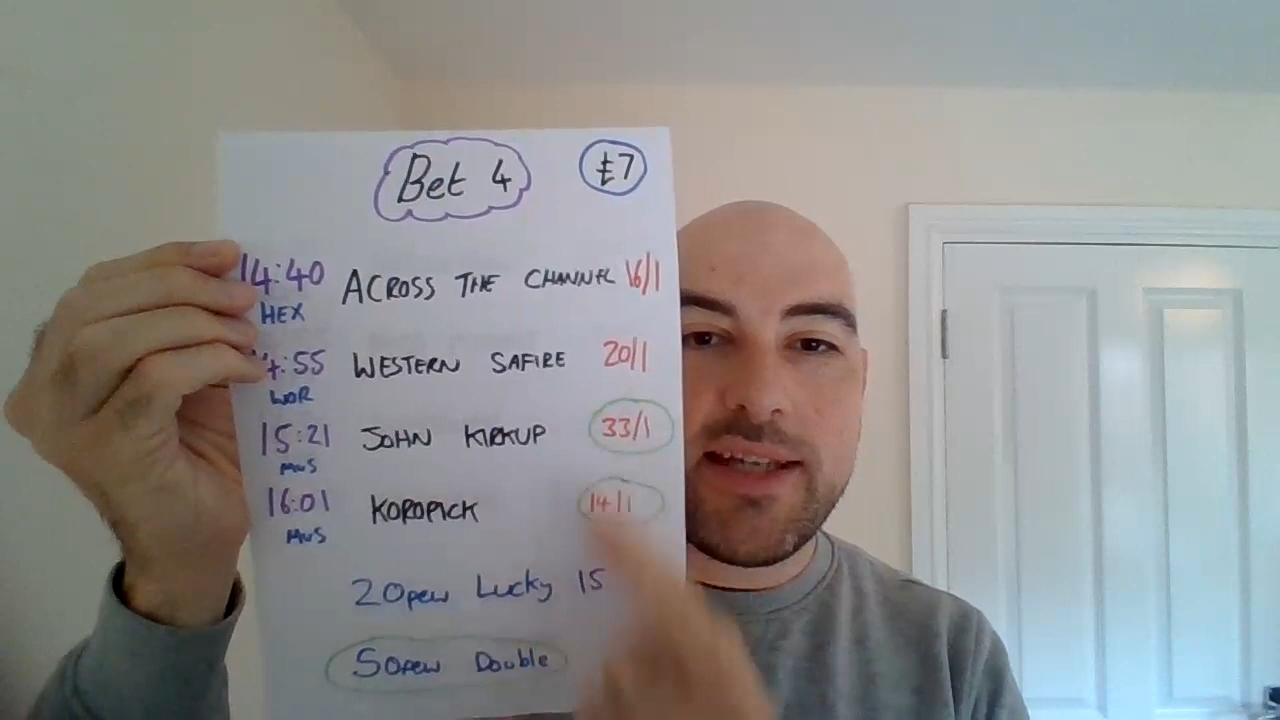 Bet 4 £7
14:40 ACROSS THE CHANNEL 16/1
HEX
14:55 WESTERN SAFIRE 20/1
WOR
15:21 JOHN KIRKUP 33/1
MUS
16:01 KOROPICK 14/1
MUS
20pew Lucky 15
50pew Double